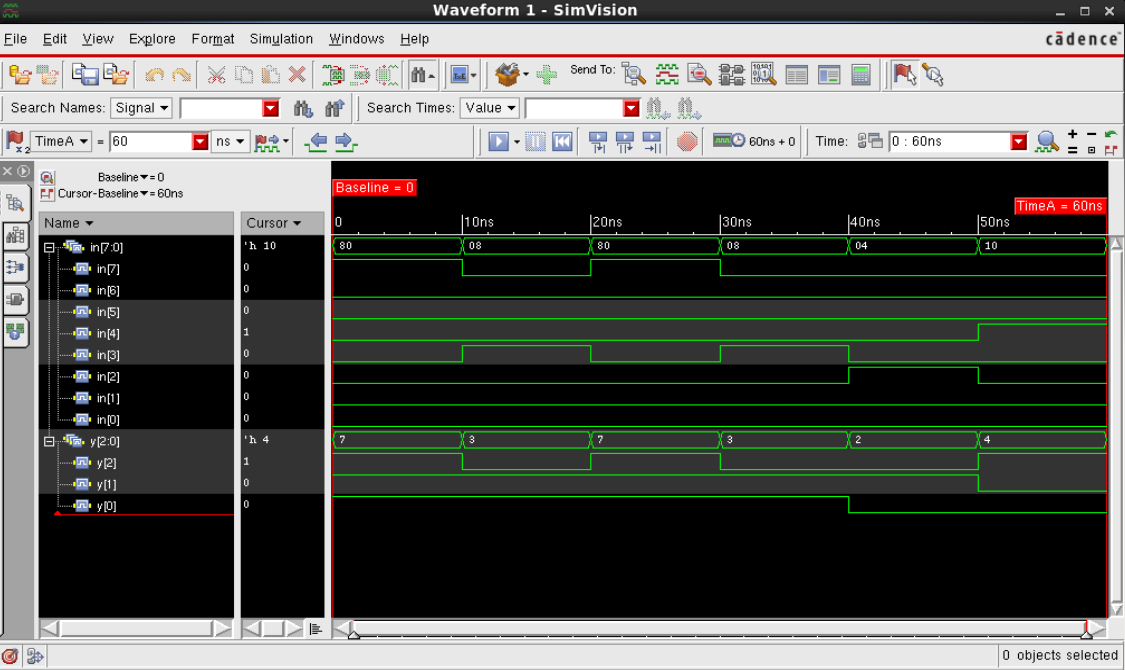 Waveform 1 - SimVision
File Edit View Explore Format Simulation Windows Help cādence
Send To:
Search Names: Signal Search Times: Value
TimeA = 60 ns 60ns + 0 Time: 0 : 60ns
x2
Baseline = 0
Cursor-Baseline = 60ns
Baseline = 0
TimeA = 60ns
Name Cursor 0 10ns 20ns 30ns 40ns 50ns
in[7:0] 'h 10 80 08 80 08 04 10
in[7] 0
in[6] 0
in[5] 0
in[4] 1
in[3] 0
in[2] 0
in[1] 0
in[0] 0
y[2:0] 'h 4 7 3 7 3 2 4
y[2] 1
y[1] 0
y[0] 0
0 objects selected